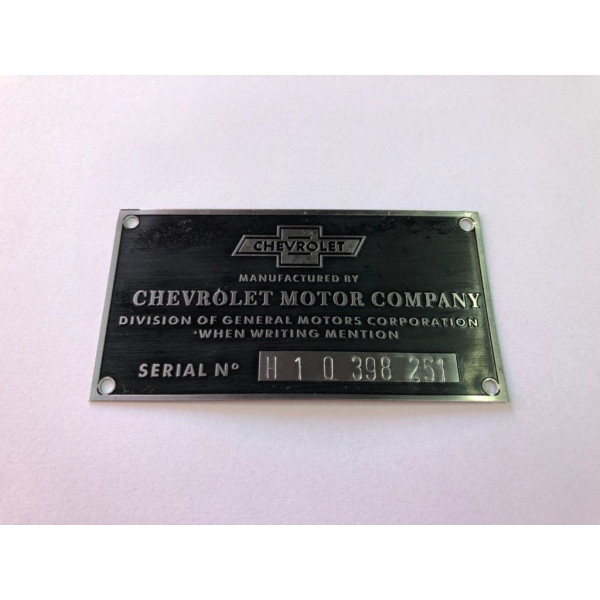 CHEVROLET
MANUFACTURED BY
CHEVROLET MOTOR COMPANY
DIVISION OF GENERAL MOTORS CORPORATION
*WHEN WRITING MENTION
SERIAL Nº H 1 0 398 251